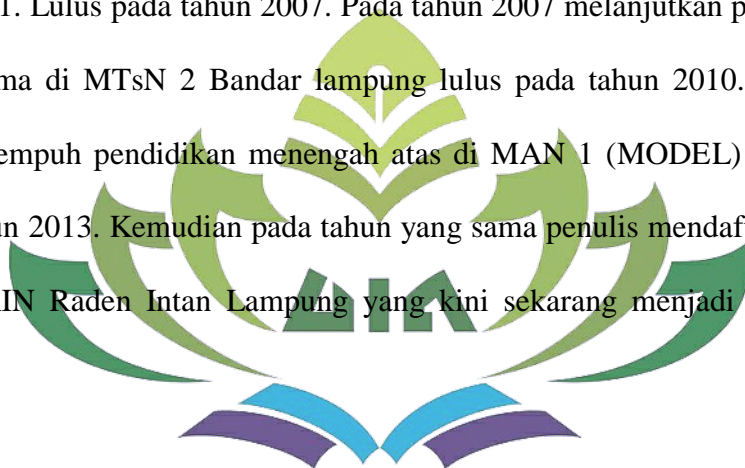 1. Lulus pada tahun 2007. Pada tahun 2007 melanjutkan p
ma di MTsN 2 Bandar lampung lulus pada tahun 2010.
empuh pendidikan menengah atas di MAN 1 (MODEL)
un 2013. Kemudian pada tahun yang sama penulis mendaf
IN Raden Intan Lampung yang kini sekarang menjadi
UIN